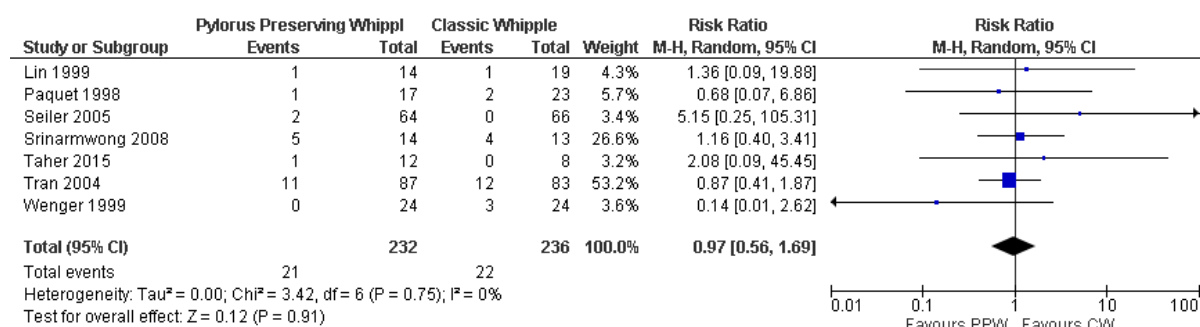 Pylorus Preserving Whippl Classic Whipple Risk Ratio Risk Ratio
Study or Subgroup Events Total Events Total Weight M-H, Random, 95% CI M-H, Random, 95% CI
Lin 1999 1 14 1 19 4.3% 1.36 [0.09, 19.88]
Paquet 1998 1 17 2 23 5.7% 0.68 [0.07, 6.86]
Seiler 2005 2 64 0 66 3.4% 5.15 [0.25, 105.31]
Srinarmwong 2008 5 14 4 13 26.6% 1.16 [0.40, 3.41]
Taher 2015 1 12 0 8 3.2% 2.08 [0.09, 45.45]
Tran 2004 11 87 12 83 53.2% 0.87 [0.41, 1.87]
Wenger 1999 0 24 3 24 3.6% 0.14 [0.01, 2.62]
Total (95% CI) 232 236 100.0% 0.97 [0.56, 1.69]
Total events 21 22
Heterogeneity: Tau² = 0.00; Chi² = 3.42, df = 6 (P = 0.75); I² = 0%
Test for overall effect: Z = 0.12 (P = 0.91)
0.01 0.1 1 10 100
Favours PPW Favours CW